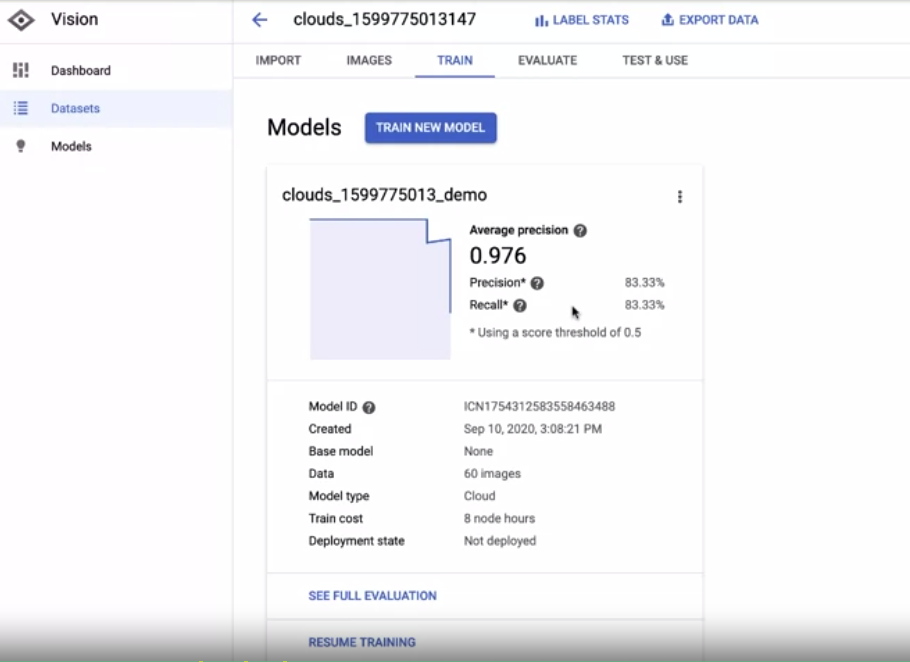 Vision
clouds_1599775013147
LABEL STATS
EXPORT DATA
Dashboard
Datasets
Models
IMPORT
IMAGES
TRAIN
EVALUATE
TEST & USE
Models
TRAIN NEW MODEL
clouds_1599775013_demo
Average precision ?
0.976
Precision* ? 83.33%
Recall* ? 83.33%
* Using a score threshold of 0.5
Model ID ? ICN1754312583558463488
Created Sep 10, 2020, 3:08:21 PM
Base model None
Data 60 images
Model type Cloud
Train cost 8 node hours
Deployment state Not deployed
SEE FULL EVALUATION
RESUME TRAINING